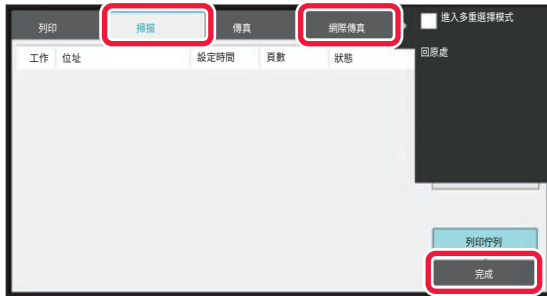 列印 掃描 傳真 網際傳真
進入多重選擇模式
工作 位址 設定時間 頁數 狀態
回原處
列印佇列
完成